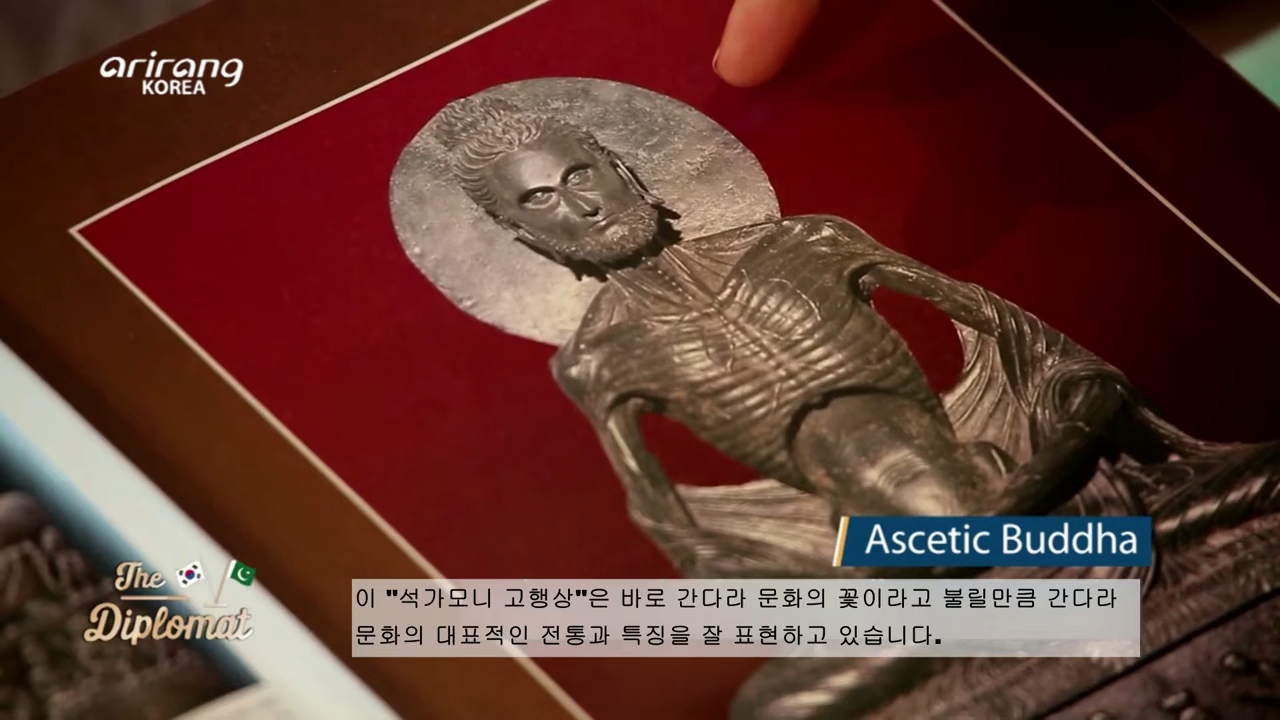 arirang
KOREA
Ascetic Buddha
The
Diplomat
이 "석가모니 고행상"은 바로 간다라 문화의 꽃이라고 불릴만큼 간다라
문화의 대표적인 전통과 특징을 잘 표현하고 있습니다.